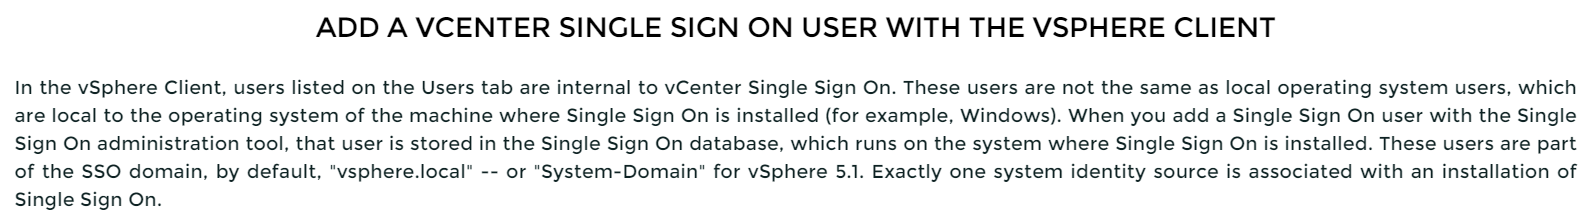 ADD A VCENTER SINGLE SIGN ON USER WITH THE VSPHERE CLIENT
In the vSphere Client, users listed on the Users tab are internal to vCenter Single Sign On. These users are not the same as local operating system users, which
are local to the operating system of the machine where Single Sign On is installed (for example, Windows). When you add a Single Sign On user with the Single
Sign On administration tool, that user is stored in the Single Sign On database, which runs on the system where Single Sign On is installed. These users are part
of the SSO domain, by default, "vsphere.local" -- or "System-Domain" for vSphere 5.1. Exactly one system identity source is associated with an installation of
Single Sign On.